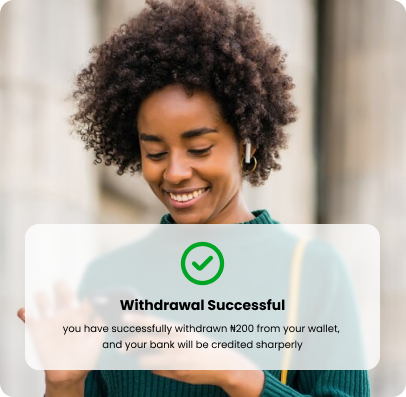 Withdrawal Successful
you have successfully withdrawn ₦200 from your wallet,
and your bank will be credited sharperly